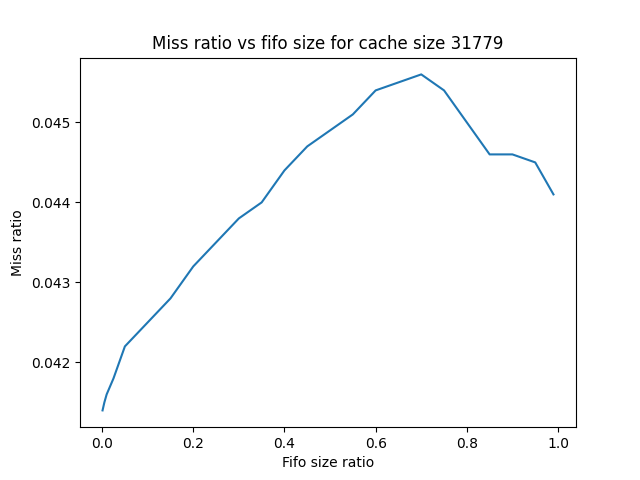 Miss ratio vs fifo size for cache size 31779
0.045
0.044
0.043
0.042
Miss ratio
0.0 0.2 0.4 0.6 0.8 1.0
Fifo size ratio